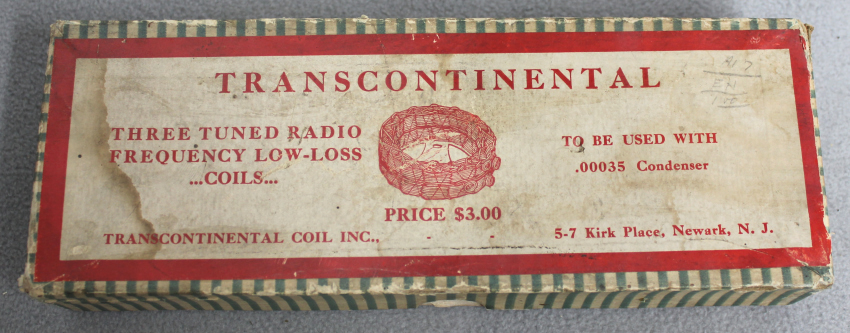 TRANSCONTINENTAL
THREE TUNED RADIO
FREQUENCY LOW-LOSS
...COILS...
TO BE USED WITH
.00035 Condenser
PRICE $3.00
TRANSCONTINENTAL COIL INC., - - 5-7 Kirk Place, Newark, N. J.